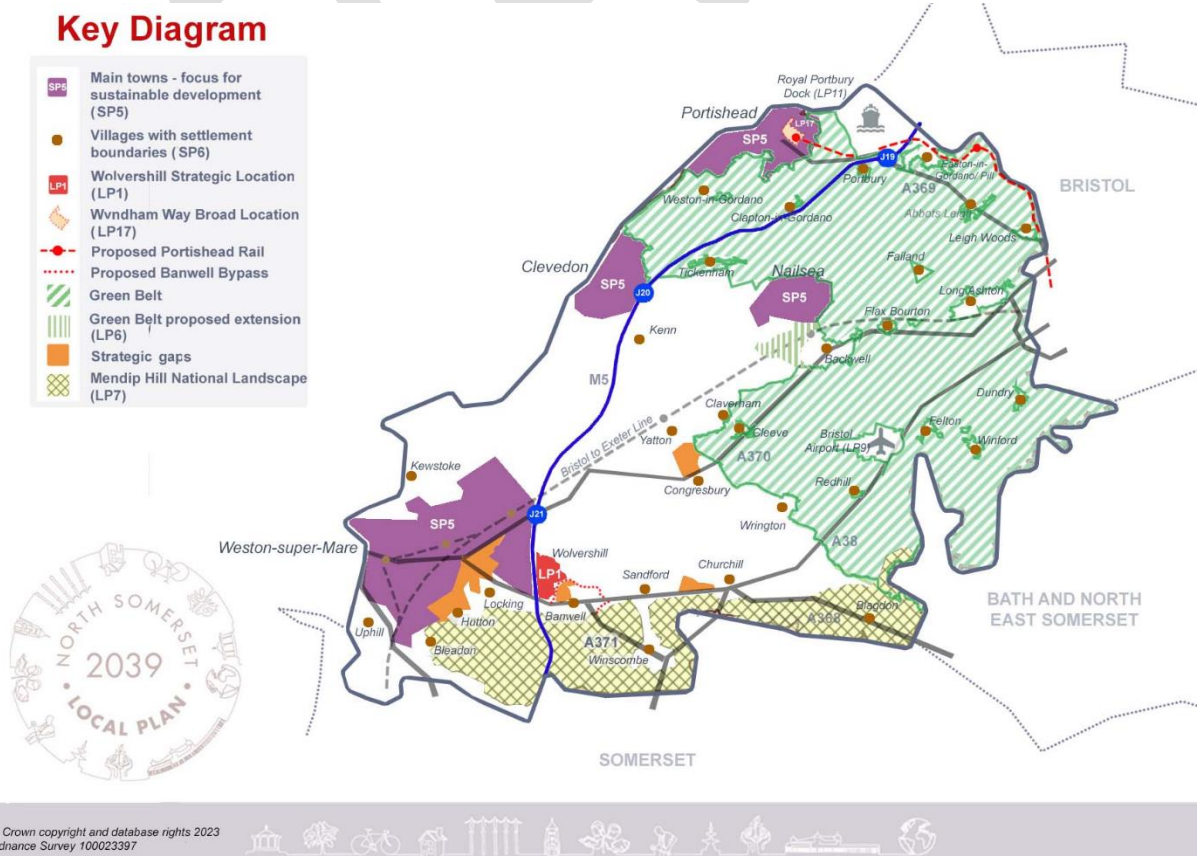 Key Diagram
SP5
Main towns - focus for
sustainable development
(SP5)
Villages with settlement
boundaries (SP6)
LP1
Wolvershill Strategic Location
(LP1)
Wyndham Way Broad Location
(LP17)
Proposed Portishead Rail
Proposed Banwell Bypass
Green Belt
Green Belt proposed extension
(LP6)
Strategic gaps
Mendip Hill National Landscape
(LP7)
Royal Portbury
Dock (LP11)
Portishead
LP17
SP5
J19
Easton-in-
Gordano/ Pill
Portbury
A369
BRISTOL
Weston-in-Gordano
Clapton-in-Gordano
Abbots Leigh
Leigh Woods
Clevedon
Tickenham
Nailsea
Failand
SP5
J20
SP5
Long Ashton
Flax Bourton
Kenn
Backwell
M5
Dundry
Claverham
Bristol to Exeter Line
Yatton
Cleeve
Bristol
Airport (LP9)
Felton
Winford
A370
Kewstoke
Congresbury
Redhill
Wrington
SP5
J21
A38
Weston-super-Mare
Wolvershill
LP1
Sandford
Churchill
Locking
Banwell
Hutton
Uphill
Bleadon
A371
Winscombe
A368
Blagdon
BATH AND NORTH
EAST SOMERSET
NORTH SOMERSET
2039
• LOCAL PLAN •
SOMERSET
Crown copyright and database rights 2023
dnance Survey 100023397